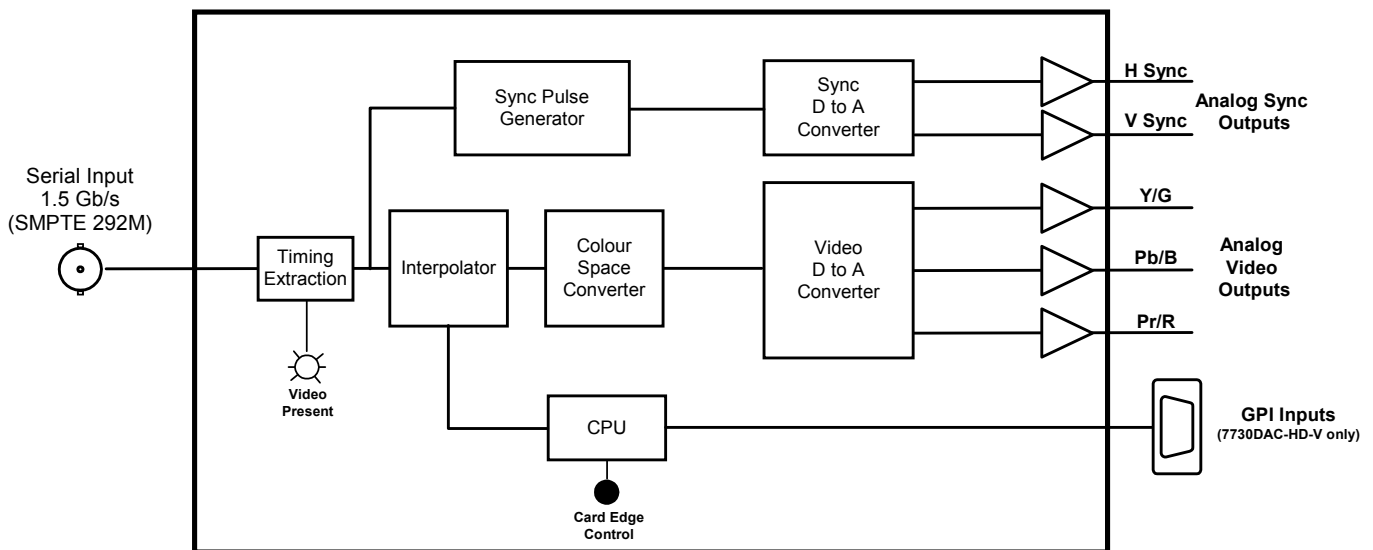 Serial Input
1.5 Gb/s
(SMPTE 292M)
Timing
Extraction
Video
Present
Sync Pulse
Generator
Interpolator
Colour
Space
Converter
CPU
Card Edge
Control
Sync
D to A
Converter
Video
D to A
Converter
H Sync
V Sync
Analog Sync
Outputs
Y/G
Pb/B
Pr/R
Analog
Video
Outputs
GPI Inputs
(7730DAC-HD-V only)